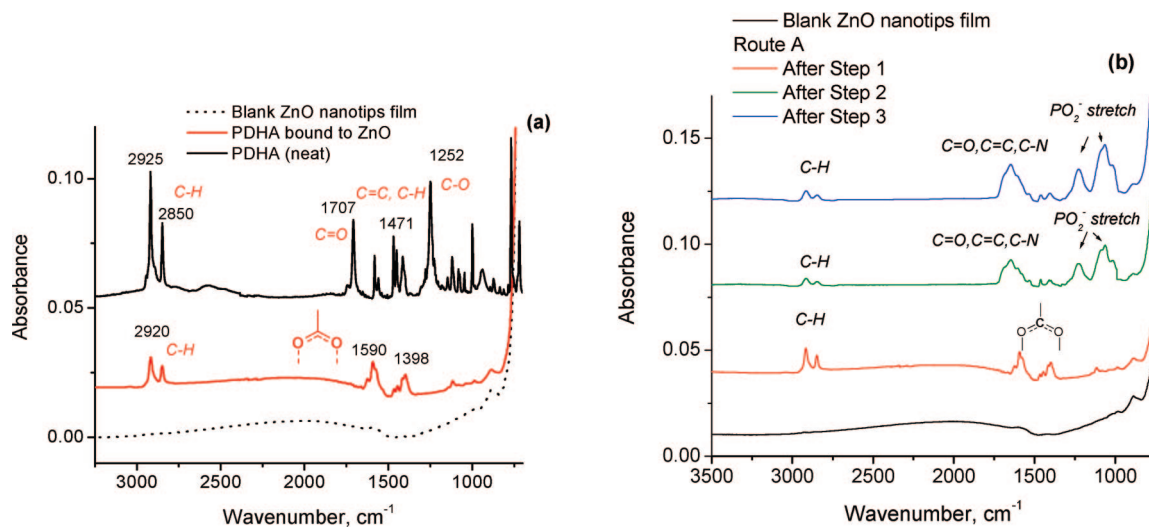 Blank ZnO nanotips film
PDHA bound to ZnO
PDHA (neat)
(a)
2925
C-H
2850
1252
C=C, C-H
C-O
1707
1471
C=O
2920
C-H
O
O
1590
1398
0.10
0.05
0.00
Absorbance
3000
2500
2000
1500
1000
Wavenumber, cm-1
Blank ZnO nanotips film
Route A
After Step 1
After Step 2
After Step 3
(b)
PO2- stretch
C=O,C=C,C-N
C-H
PO2- stretch
C=O,C=C,C-N
C-H
C-H
C
O
O
0.15
0.10
0.05
0.00
Absorbance
3500
3000
2500
2000
1500
1000
Wavenumber, cm-1